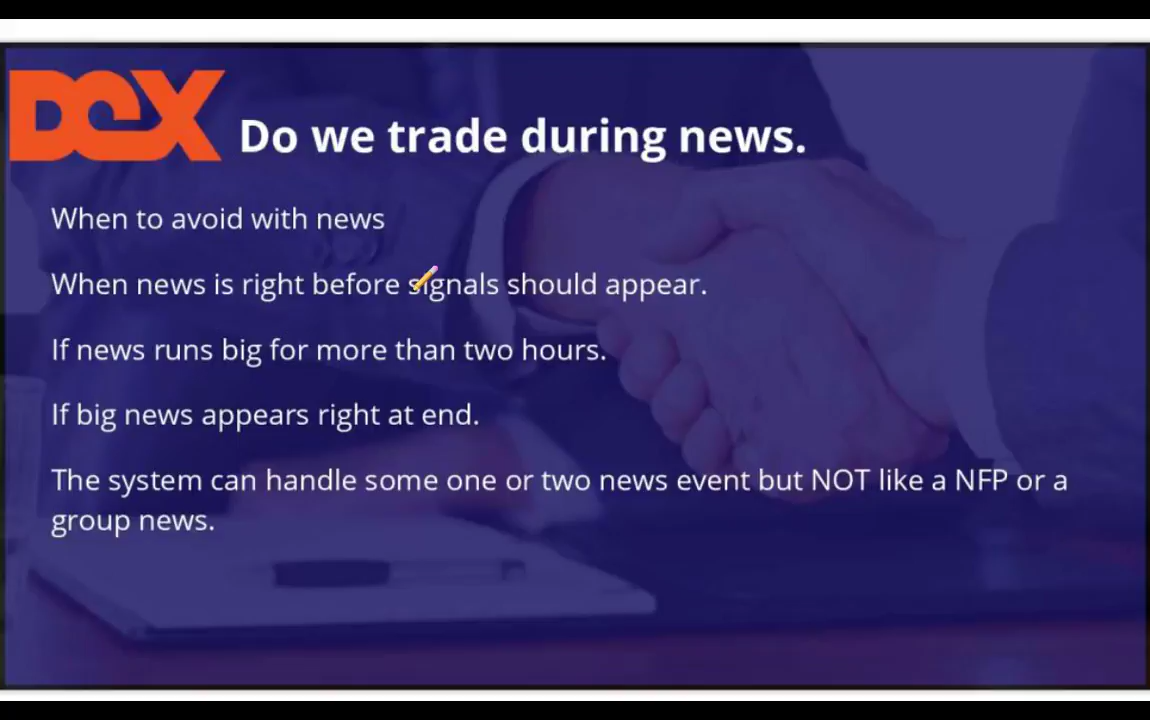 DEX
Do we trade during news.
When to avoid with news
When news is right before signals should appear.
If news runs big for more than two hours.
If big news appears right at end.
The system can handle some one or two news event but NOT like a NFP or a
group news.